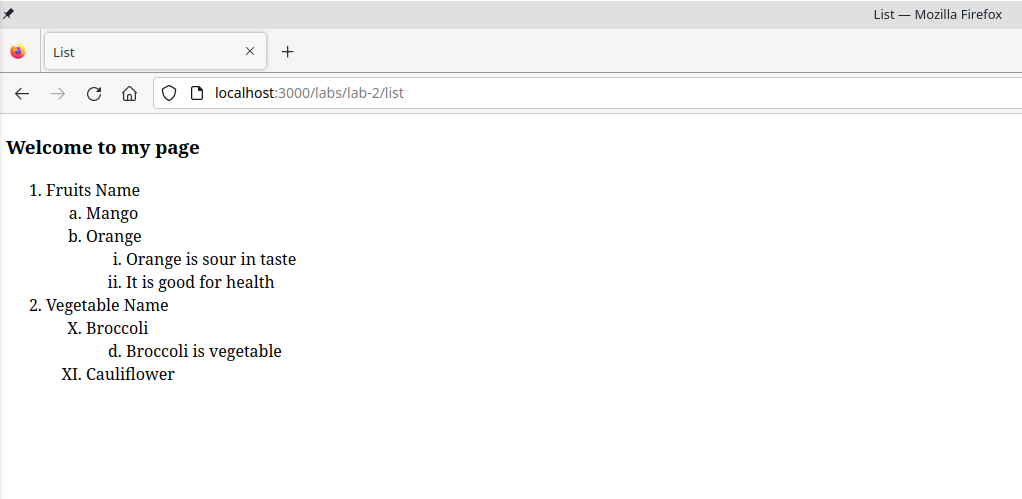 List — Mozilla Firefox
List
localhost:3000/labs/lab-2/list
Welcome to my page
1. Fruits Name
a. Mango
b. Orange
i. Orange is sour in taste
ii. It is good for health
2. Vegetable Name
X. Broccoli
d. Broccoli is vegetable
XI. Cauliflower